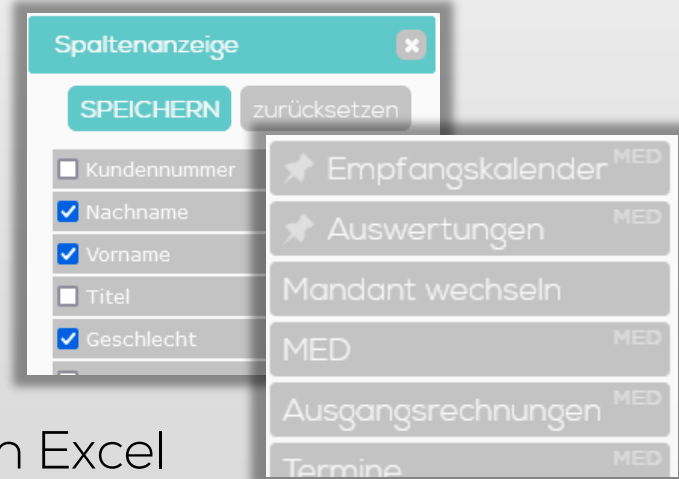 Spaltenanzeige
SPEICHERN zurücksetzen
Kundennummer
Nachname
Vorname
Titel
Geschlecht
Empfangskalender MED
Auswertungen MED
Mandant wechseln
MED MED
Ausgangsrechnungen MED
Termine MED
n Excel